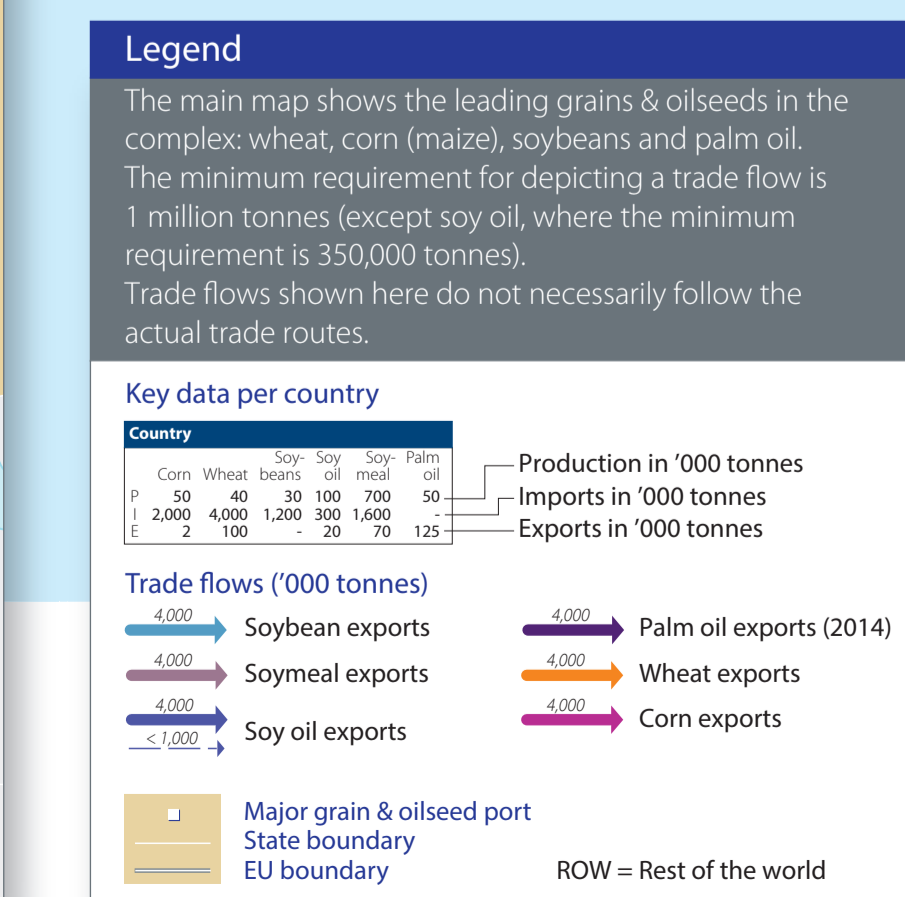 Legend
The main map shows the leading grains & oilseeds in the
complex: wheat, corn (maize), soybeans and palm oil.
The minimum requirement for depicting a trade flow is
1 million tonnes (except soy oil, where the minimum
requirement is 350,000 tonnes).
Trade flows shown here do not necessarily follow the
actual trade routes.
Key data per country
Country
Soy- Soy Soy- Palm
Corn Wheat beans oil meal oil
P 50 40 30 100 700 50
I 2,000 4,000 1,200 300 1,600 -
E 2 100 - 20 70 125
Production in ’000 tonnes
Imports in ’000 tonnes
Exports in ’000 tonnes
Trade flows (’000 tonnes)
4,000 Soybean exports
4,000 Soymeal exports
4,000
< 1,000 Soy oil exports
4,000 Palm oil exports (2014)
4,000 Wheat exports
4,000 Corn exports
Major grain & oilseed port
State boundary
EU boundary
ROW = Rest of the world